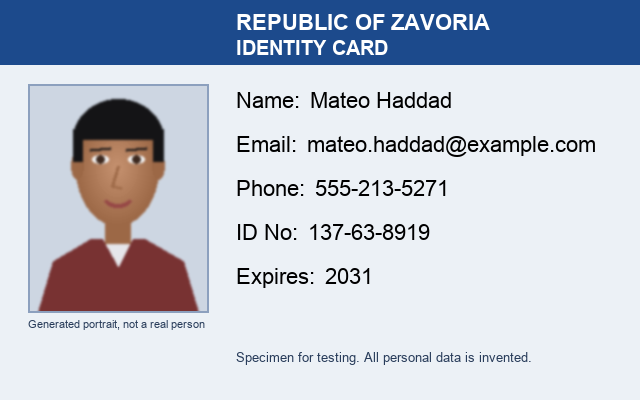 REPUBLIC OF ZAVORIA
IDENTITY CARD
Name: Mateo Haddad
Email: mateo.haddad@example.com
Phone: 555-213-5271
ID No: 137-63-8919
Expires: 2031
Generated portrait, not a real person
Specimen for testing. All personal data is invented.